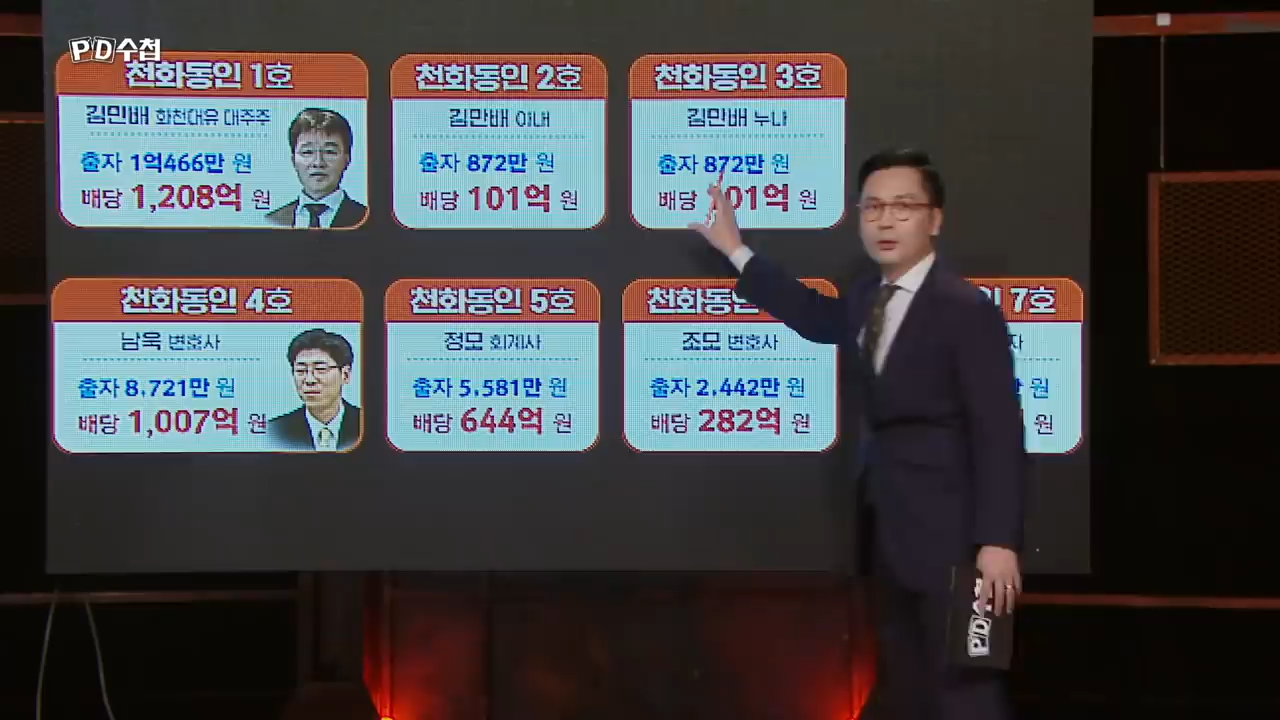 PD수첩
천화동인 1호
김만배 화천대유 대주주
출자 1억466만 원
배당 1,208억 원
천화동인 2호
김만배 아내
출자 872만 원
배당 101억 원
천화동인 3호
김만배 누나
출자 872만 원
배당 01억 원
천화동인 4호
남욱 변호사
출자 8,721만 원
배당 1,007억 원
천화동인 5호
정모 회계사
출자 5,581만 원
배당 644억 원
천화동
조모 변호사
출자 2,442만 원
배당 282억 원
7호
자
원
원
PD수